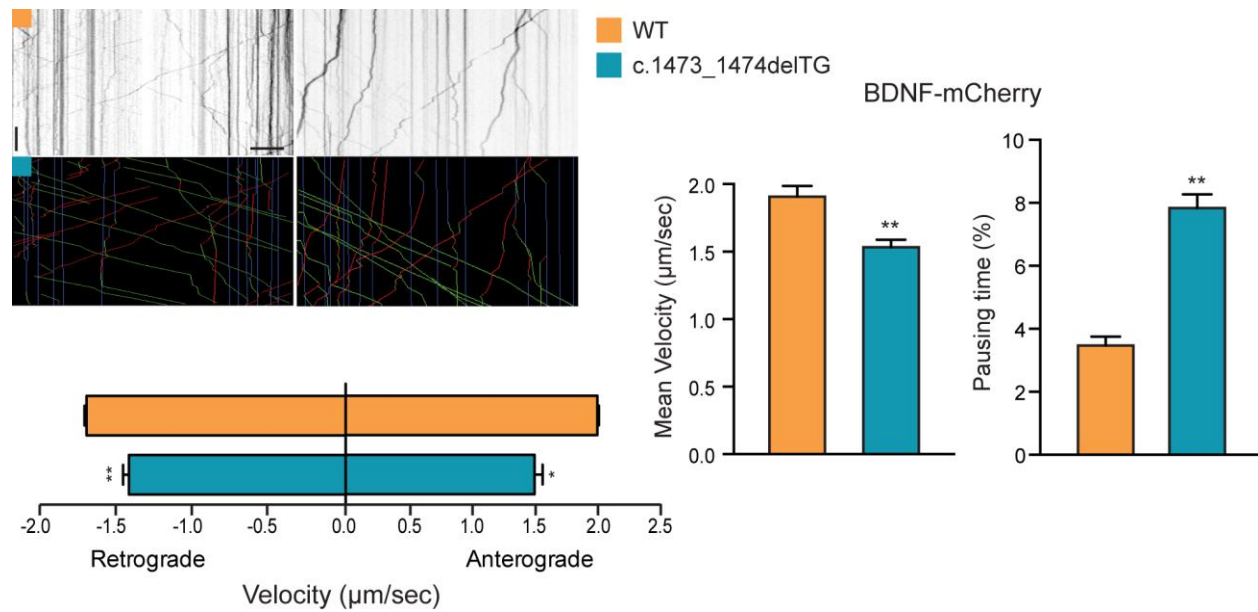 WT
c.1473_1474delTG
BDNF-mCherry
Mean Velocity (µm/sec)
2.0
1.5
1.0
0.5
0.0
**
Pausing time (%)
10
8
6
4
2
0
**
**
*
-2.0 -1.5 -1.0 -0.5 0.0 0.5 1.0 1.5 2.0 2.5
Retrograde Anterograde
Velocity (µm/sec)